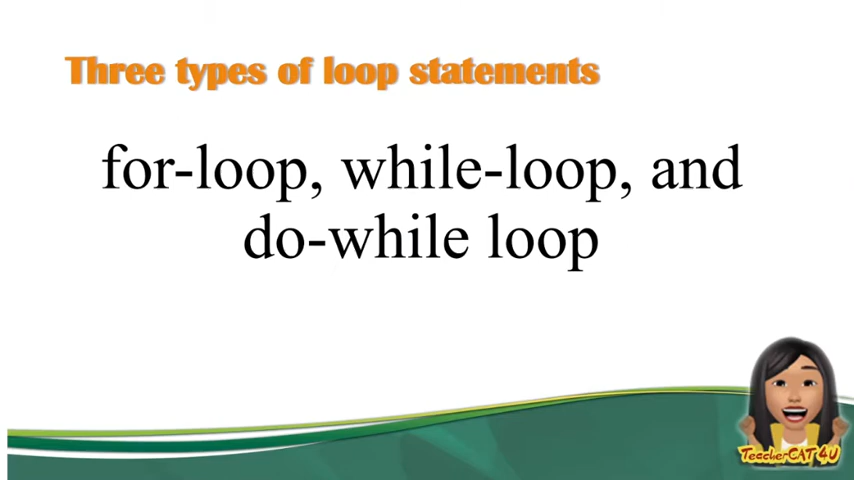 Three types of loop statements
for-loop, while-loop, and
do-while loop
TeacherCAT 4U